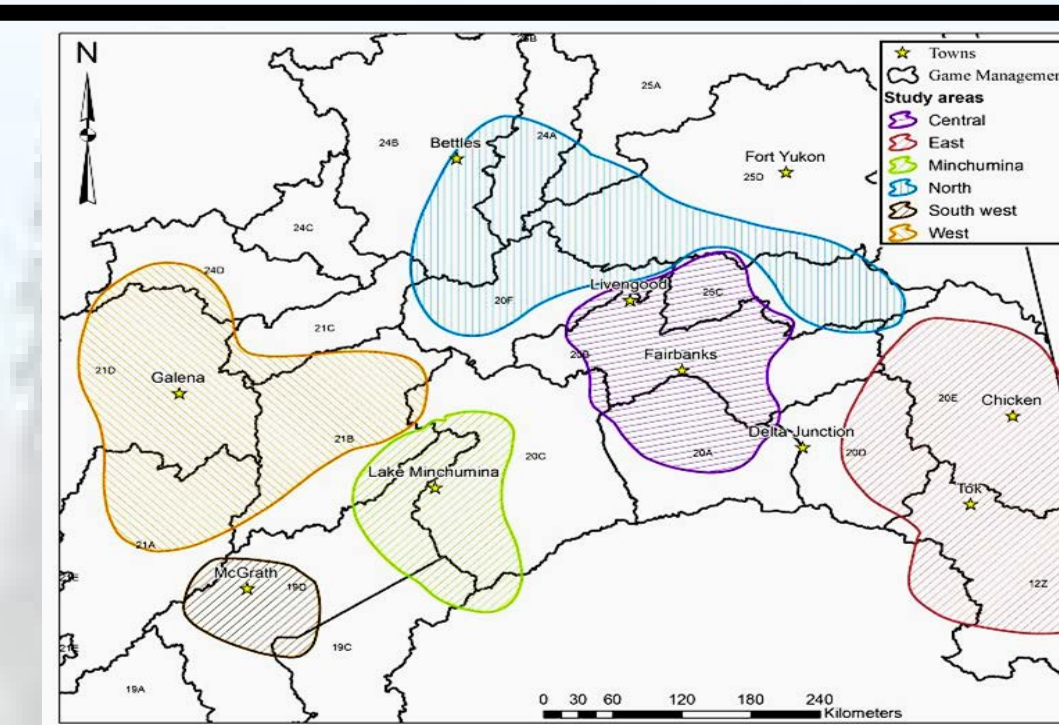 N
Towns
Game Managemen
Study areas
Central
East
Minchumina
North
South west
West
25A
24B
Bettles
24A
Fort Yukon
25D
24C
24D
Livengood
20F
25C
21C
20B
Fairbanks
21D
Galena
20E
Chicken
21B
Delta Junction
20C
20A
20D
Lake Minchumina
Tok
21A
McGrath
19D
12Z
21E
21E
19C
19A
0 30 60 120 180 240
Kilometers